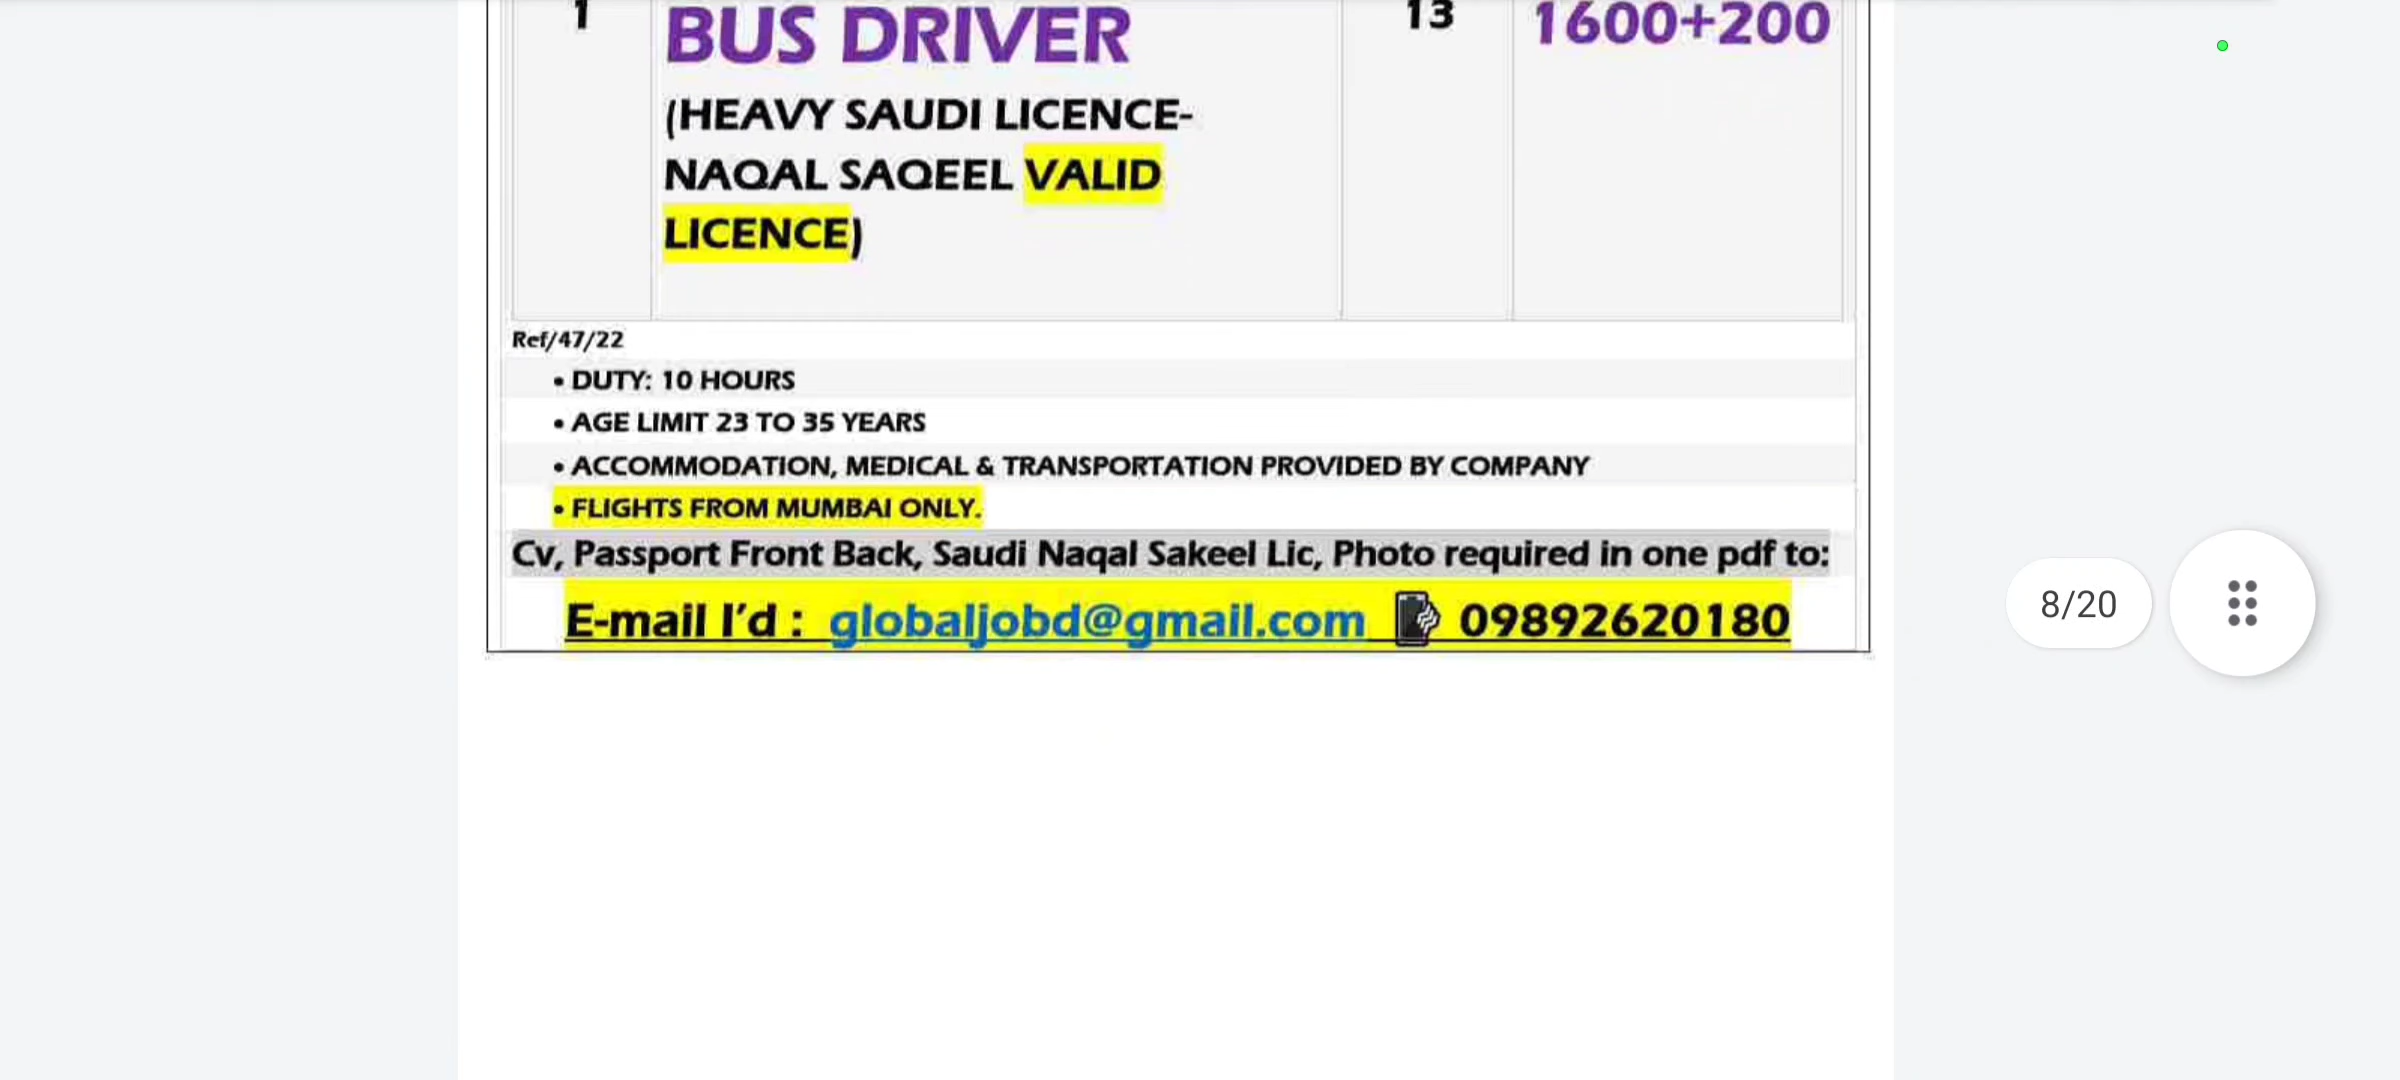 1 BUS DRIVER 13 1600+200
(HEAVY SAUDI LICENCE-
NAQAL SAQEEL VALID
LICENCE)
Ref/47/22
• DUTY: 10 HOURS
• AGE LIMIT 23 TO 35 YEARS
• ACCOMMODATION, MEDICAL & TRANSPORTATION PROVIDED BY COMPANY
• FLIGHTS FROM MUMBAI ONLY.
Cv, Passport Front Back, Saudi Naqal Sakeel Lic, Photo required in one pdf to:
E-mail I'd : globaljobd@gmail.com 09892620180
8/20